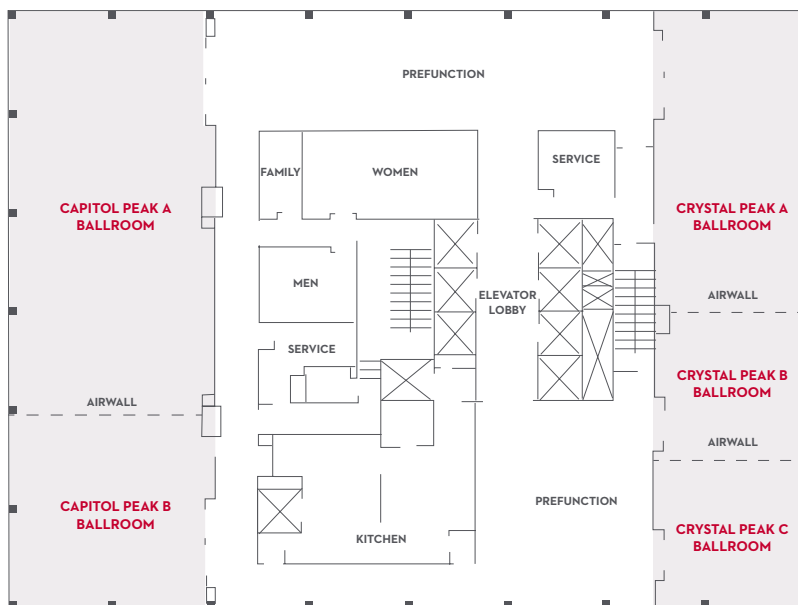 PREFUNCTION
SERVICE
FAMILY
WOMEN
CAPITOL PEAK A
BALLROOM
CRYSTAL PEAK A
BALLROOM
MEN
ELEVATOR
LOBBY
AIRWALL
SERVICE
CRYSTAL PEAK B
BALLROOM
AIRWALL
AIRWALL
CAPITOL PEAK B
BALLROOM
PREFUNCTION
KITCHEN
CRYSTAL PEAK C
BALLROOM